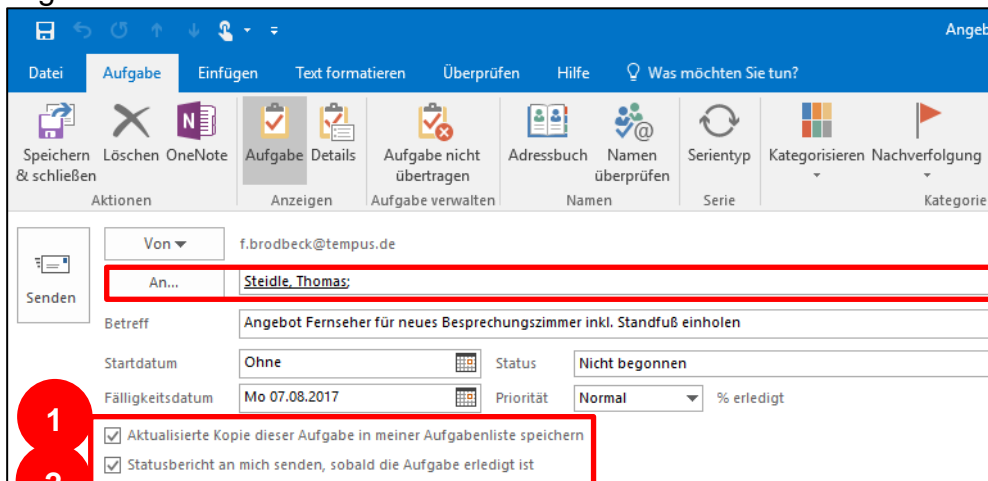 Angeb
Datei Aufgabe Einfügen Text formatieren Überprüfen Hilfe Was möchten Sie tun?
Speichern & schließen Löschen OneNote Aufgabe Details Aufgabe nicht übertragen Adressbuch Namen überprüfen Serientyp Kategorisieren Nachverfolgung
Aktionen Anzeigen Aufgabe verwalten Namen Serie Kategorie
Von f.brodbeck@tempus.de
Senden
An... Steidle, Thomas;
Betreff Angebot Fernseher für neues Besprechungszimmer inkl. Standfuß einholen
Startdatum Ohne Status Nicht begonnen
Fälligkeitsdatum Mo 07.08.2017 Priorität Normal % erledigt
1
Aktualisierte Kopie dieser Aufgabe in meiner Aufgabenliste speichern
Statusbericht an mich senden, sobald die Aufgabe erledigt ist
2